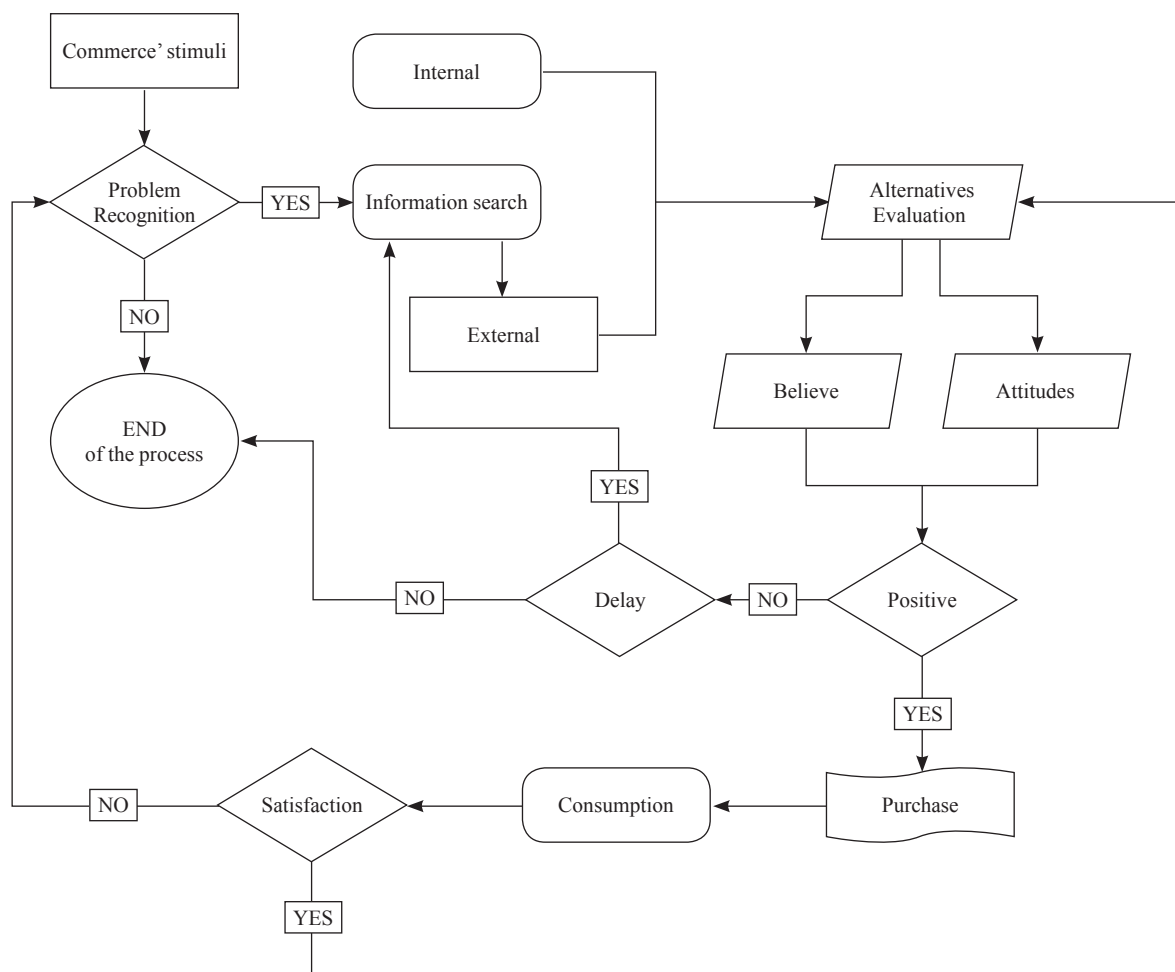 Commerce’ stimuli
Internal
Problem
Recognition
YES
Information search
Alternatives
Evaluation
NO
External
Believe
Attitudes
END
of the process
YES
NO
Delay
NO
Positive
YES
NO
Satisfaction
Consumption
Purchase
YES